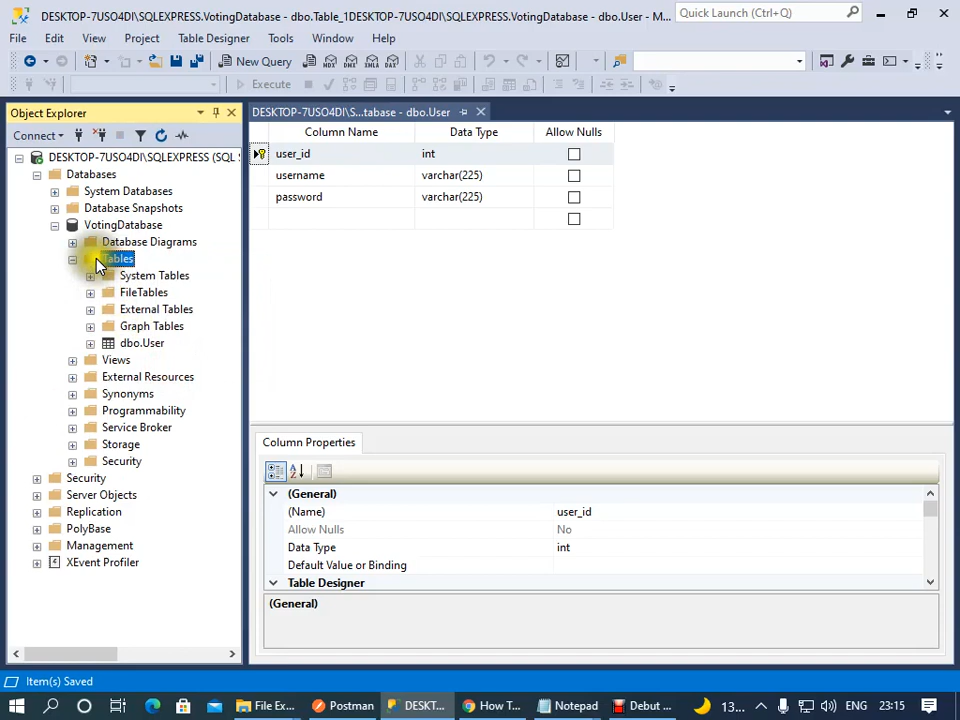 DESKTOP-7USO4DI\SQLEXPRESS.VotingDatabase - dbo.Table_1DESKTOP-7USO4DI\SQLEXPRESS.VotingDatabase - dbo.User - M...
Quick Launch (Ctrl+Q)
File Edit View Project Table Designer Tools Window Help
New Query
MDX DMX XMLA DAX
Execute
Object Explorer
DESKTOP-7USO4DI\S...tabase - dbo.User
Connect
Column Name Data Type Allow Nulls
user_id int
username varchar(225)
password varchar(225)
DESKTOP-7USO4DI\SQLEXPRESS (SQL
Databases
System Databases
Database Snapshots
VotingDatabase
Database Diagrams
Tables
System Tables
FileTables
External Tables
Graph Tables
dbo.User
Views
External Resources
Synonyms
Programmability
Service Broker
Storage
Security
Security
Server Objects
Replication
PolyBase
Management
XEvent Profiler
Column Properties
(General)
(Name) user_id
Allow Nulls No
Data Type int
Default Value or Binding
Table Designer
(General)
Item(s) Saved
File Ex...
Postman
DESKT...
How T...
Notepad
Debut ...
13...
ENG
23:15